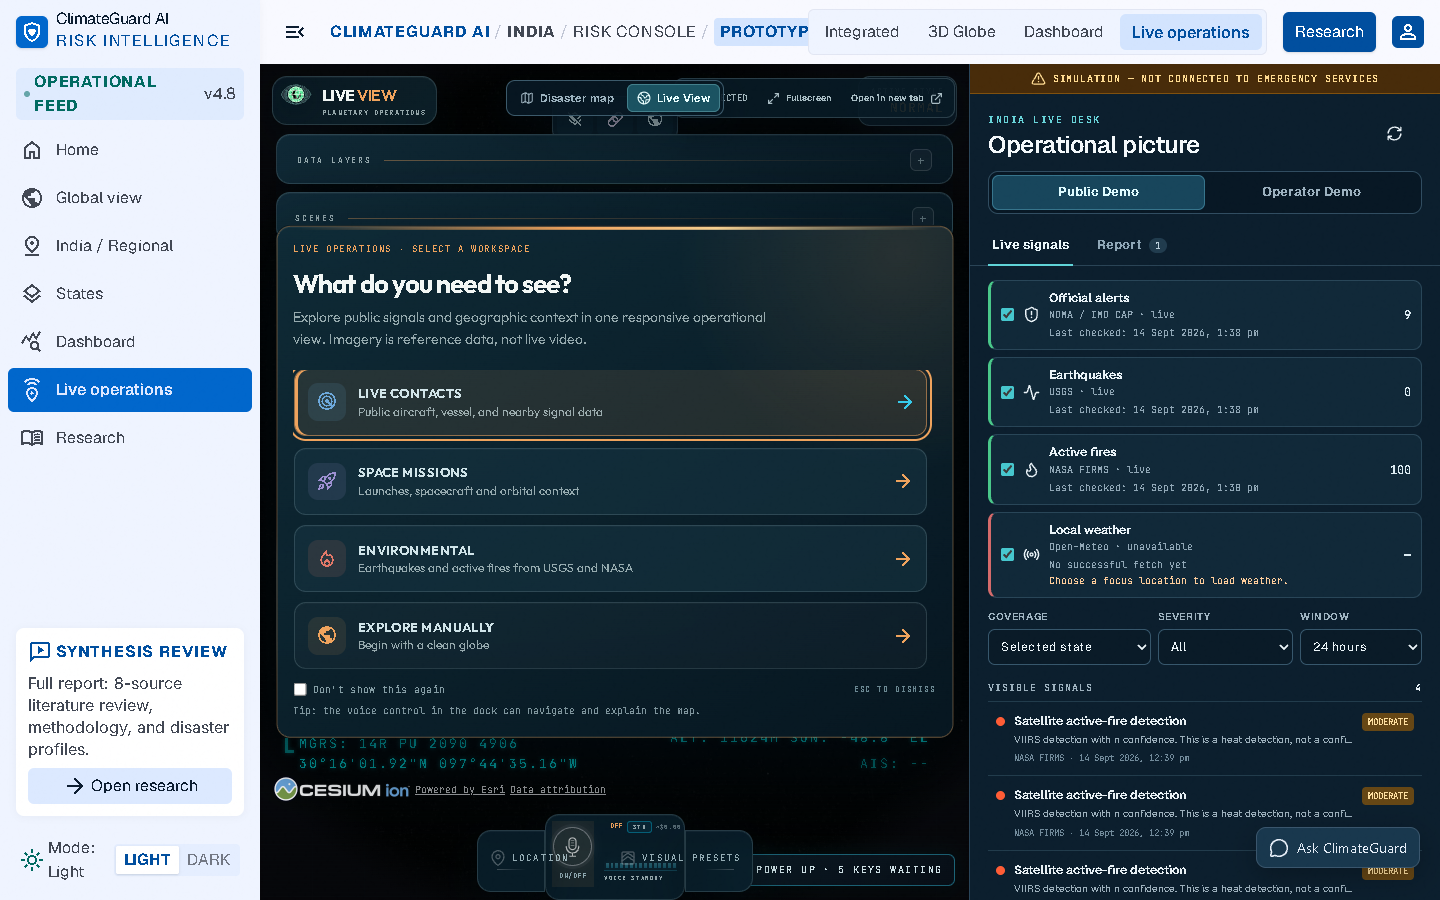 ClimateGuard AI
RISK INTELLIGENCE
OPERATIONAL FEED
v4.8
Home
Global view
India / Regional
States
Dashboard
Live operations
Research
SYNTHESIS REVIEW
Full report: 8-source
literature review,
methodology, and disaster
profiles.
Open research
Mode:
Light
LIGHT
DARK
CLIMATEGUARD AI / INDIA / RISK CONSOLE / PROTOTYP
Integrated
3D Globe
Dashboard
Live operations
Research
LIVE VIEW
PLANETARY OPERATIONS
Disaster map
Live View
CTED
Fullscreen
Open in new tab
NORMAL
DATA LAYERS
+
SCENES
+
LIVE OPERATIONS · SELECT A WORKSPACE
What do you need to see?
Explore public signals and geographic context in one responsive operational
view. Imagery is reference data, not live video.
LIVE CONTACTS
Public aircraft, vessel, and nearby signal data
SPACE MISSIONS
Launches, spacecraft and orbital context
ENVIRONMENTAL
Earthquakes and active fires from USGS and NASA
EXPLORE MANUALLY
Begin with a clean globe
Don't show this again
ESC TO DISMISS
Tip: the voice control in the dock can navigate and explain the map.
MGRS: 14R PU 2090 4906
30°16'01.92"N 097°44'35.16"W
AIS: --
CESIUM ion
Powered by Esri
Data attribution
LOCATION
OFF
STD
ON/OFF
VOICE STANDBY
VISUAL PRESETS
POWER UP · 5 KEYS WAITING
SIMULATION — NOT CONNECTED TO EMERGENCY SERVICES
INDIA LIVE DESK
Operational picture
Public Demo
Operator Demo
Live signals
Report 1
Official alerts
NDMA / IMD CAP · live
Last checked: 14 Sept 2026, 1:38 pm
9
Earthquakes
USGS · live
Last checked: 14 Sept 2026, 1:38 pm
0
Active fires
NASA FIRMS · live
Last checked: 14 Sept 2026, 1:38 pm
100
Local weather
Open-Meteo · unavailable
No successful fetch yet
Choose a focus location to load weather.
—
COVERAGE
SEVERITY
WINDOW
Selected state
All
24 hours
VISIBLE SIGNALS
4
Satellite active-fire detection
MODERATE
VIIRS detection with n confidence. This is a heat detection, not a confi...
NASA FIRMS · 14 Sept 2026, 12:39 pm
Satellite active-fire detection
MODERATE
VIIRS detection with n confidence. This is a heat detection, not a confi...
NASA FIRMS · 14 Sept 2026, 12:39 pm
Satellite active-fire detection
MODERATE
VIIRS detection with n confidence. This is a heat detection, not a confi...
Ask ClimateGuard